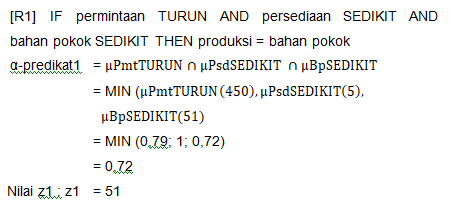 [R1] IF permintaan TURUN AND persediaan SEDIKIT AND
bahan pokok SEDIKIT THEN produksi = bahan pokok
α-predikat1 = μPmtTURUN ∩ μPsdSEDIKIT ∩ μBpSEDIKIT
= MIN (μPmtTURUN(450), μPsdSEDIKIT(5),
μBpSEDIKIT(51)
= MIN (0,79; 1; 0,72)
= 0,72
Nilai z1 ; z1 = 51